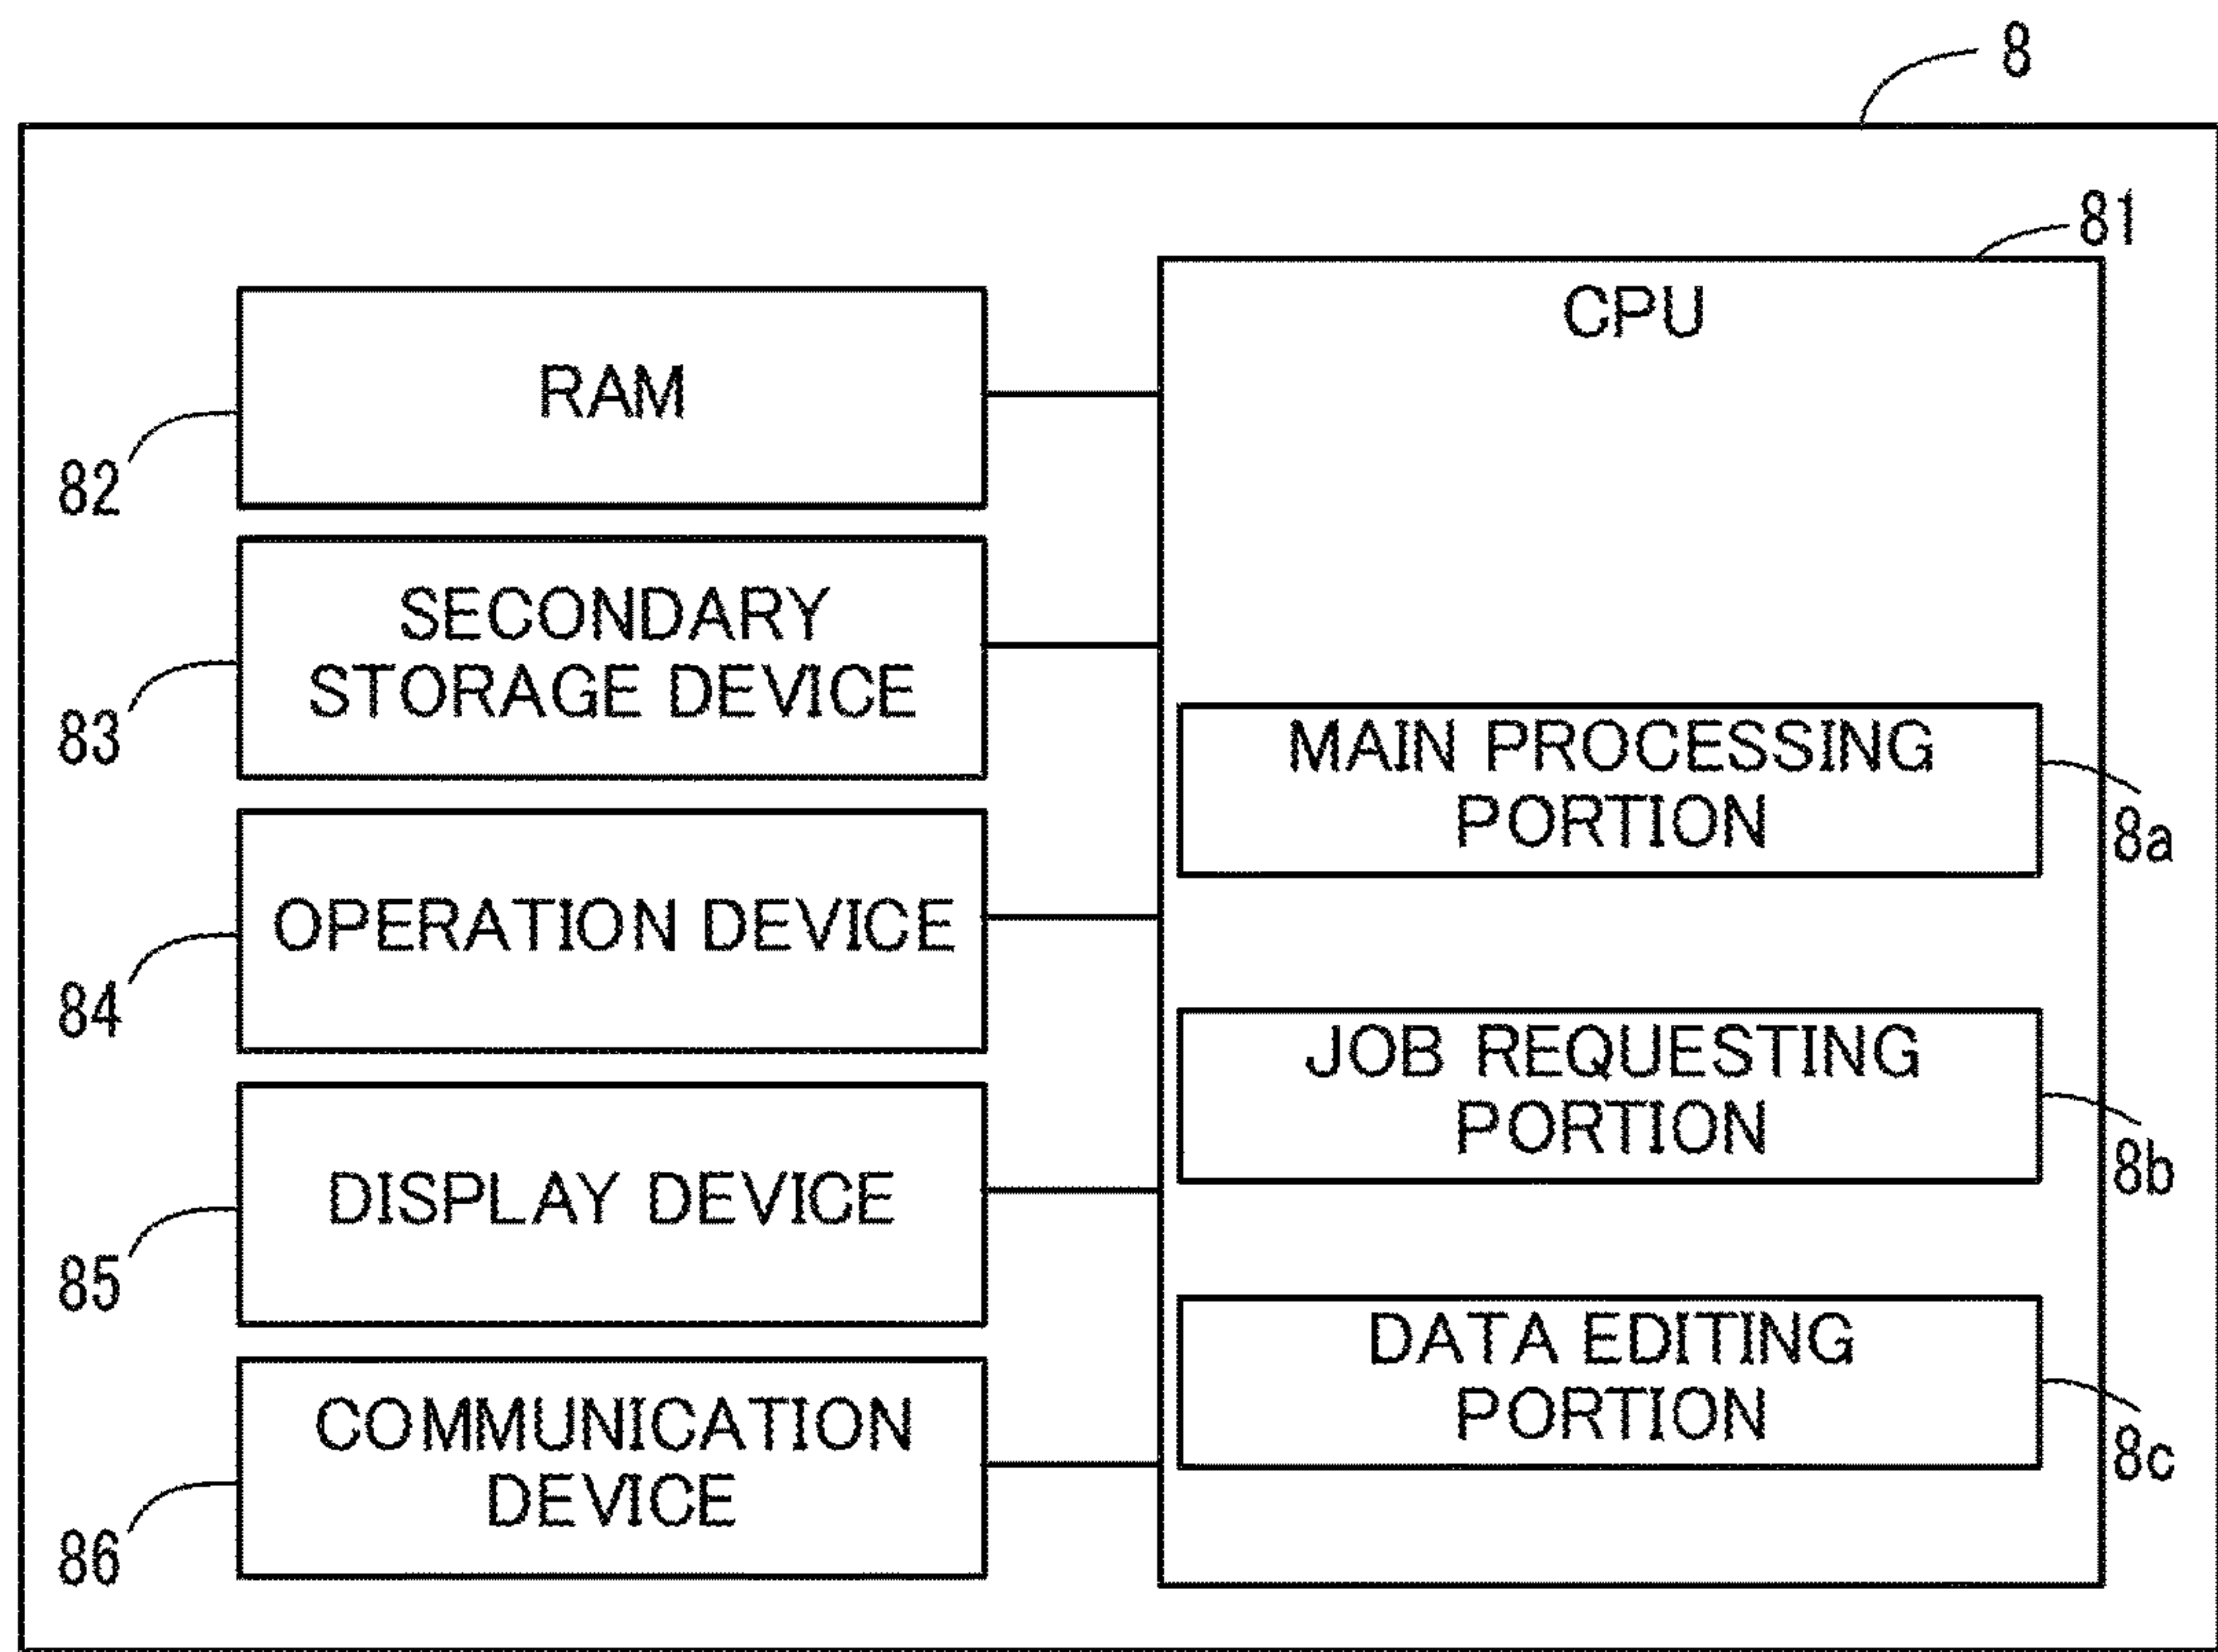 8
81
CPU
RAM
82
SECONDARY
STORAGE DEVICE
83
MAIN PROCESSING
PORTION
8a
OPERATION DEVICE
84
JOB REQUESTING
PORTION
8b
DISPLAY DEVICE
85
DATA EDITING
PORTION
8c
COMMUNICATION
DEVICE
86